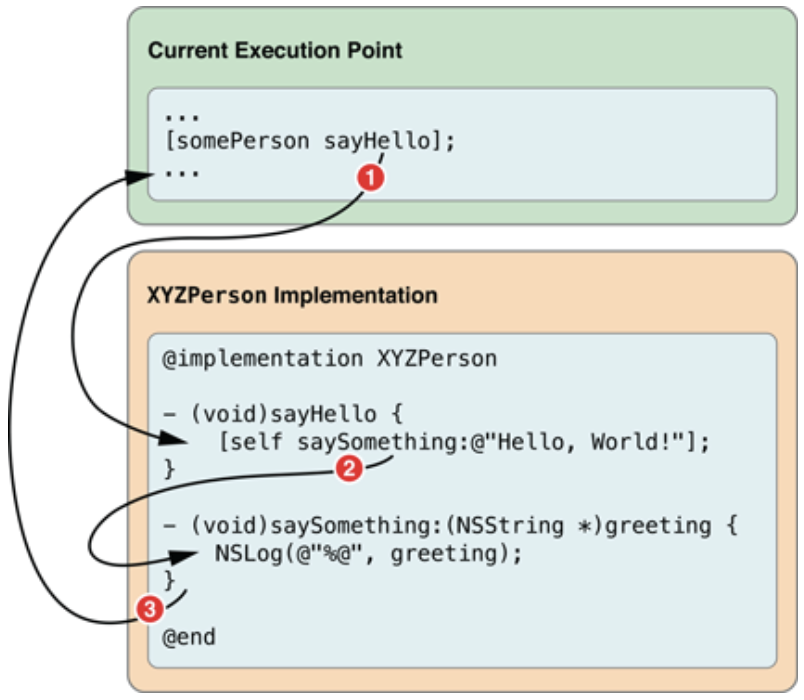 Current Execution Point
...
[somePerson sayHello];
...
1
XYZPerson Implementation
@implementation XYZPerson
- (void)sayHello {
[self saySomething:@"Hello, World!"];
}
2
- (void)saySomething:(NSString *)greeting {
NSLog(@"%@", greeting);
}
3
@end